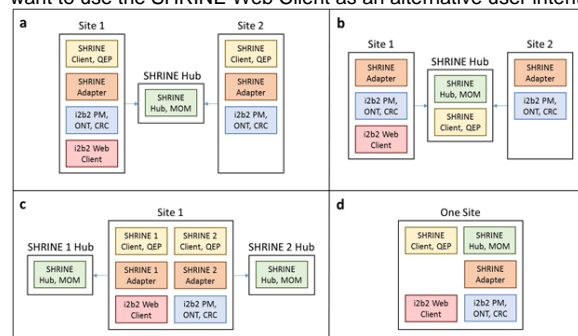 want to use the SHRINE Web Client as an alternative user
a
Site 1
SHRINE
Client, QEP
SHRINE
Adapter
i2b2 PM,
ONT, CRC
i2b2 Web
Client
SHRINE Hub
SHRINE
Hub, MOM
Site 2
SHRINE
Client, QEP
SHRINE
Adapter
i2b2 PM,
ONT, CRC
b
Site 1
SHRINE
Adapter
i2b2 PM,
ONT, CRC
i2b2 Web
Client
SHRINE Hub
SHRINE
Hub, MOM
SHRINE
Client, QEP
Site 2
SHRINE
Adapter
i2b2 PM,
ONT, CRC
c
SHRINE 1 Hub
SHRINE
Hub, MOM
Site 1
SHRINE 1
Client, QEP
SHRINE 2
Client, QEP
SHRINE 1
Adapter
SHRINE 2
Adapter
i2b2 Web
Client
i2b2 PM,
ONT, CRC
SHRINE 2 Hub
SHRINE
Hub, MOM
d
One Site
SHRINE
Client, QEP
SHRINE
Hub, MOM
SHRINE
Adapter
i2b2 Web
Client
i2b2 PM,
ONT, CRC